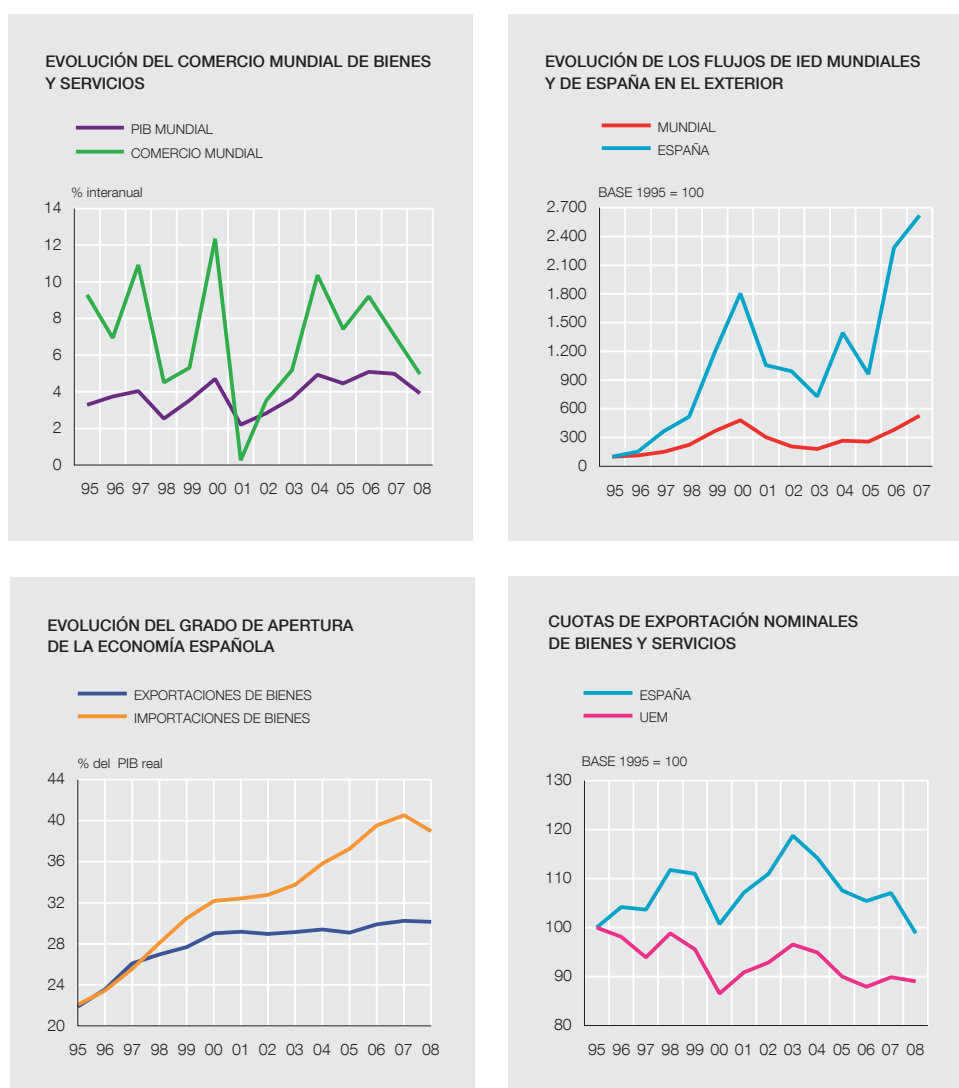 EVOLUCIÓN DEL COMERCIO MUNDIAL DE BIENES
Y SERVICIOS
PIB MUNDIAL
COMERCIO MUNDIAL
% interanual
14
12
10
8
6
4
2
0
95 96 97 98 99 00 01 02 03 04 05 06 07 08
EVOLUCIÓN DE LOS FLUJOS DE IED MUNDIALES
Y DE ESPAÑA EN EL EXTERIOR
MUNDIAL
ESPAÑA
BASE 1995 = 100
2.700
2.400
2.100
1.800
1.500
1.200
900
600
300
0
95 96 97 98 99 00 01 02 03 04 05 06 07
EVOLUCIÓN DEL GRADO DE APERTURA
DE LA ECONOMÍA ESPAÑOLA
EXPORTACIONES DE BIENES
IMPORTACIONES DE BIENES
% del PIB real
44
40
36
32
28
24
20
95 96 97 98 99 00 01 02 03 04 05 06 07 08
CUOTAS DE EXPORTACIÓN NOMINALES
DE BIENES Y SERVICIOS
ESPAÑA
UEM
BASE 1995 = 100
130
120
110
100
90
80
95 96 97 98 99 00 01 02 03 04 05 06 07 08